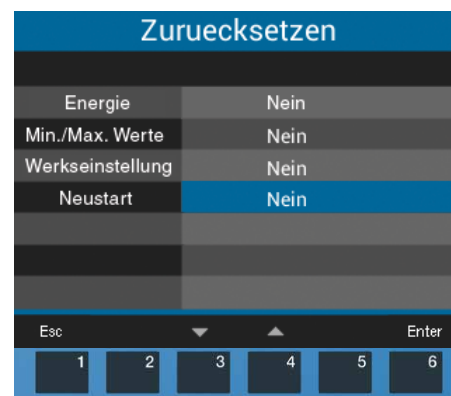 Zuruecksetzen
Energie Nein
Min./Max. Werte Nein
Werkseinstellung Nein
Neustart Nein
Esc Enter
1 2 3 4 5 6